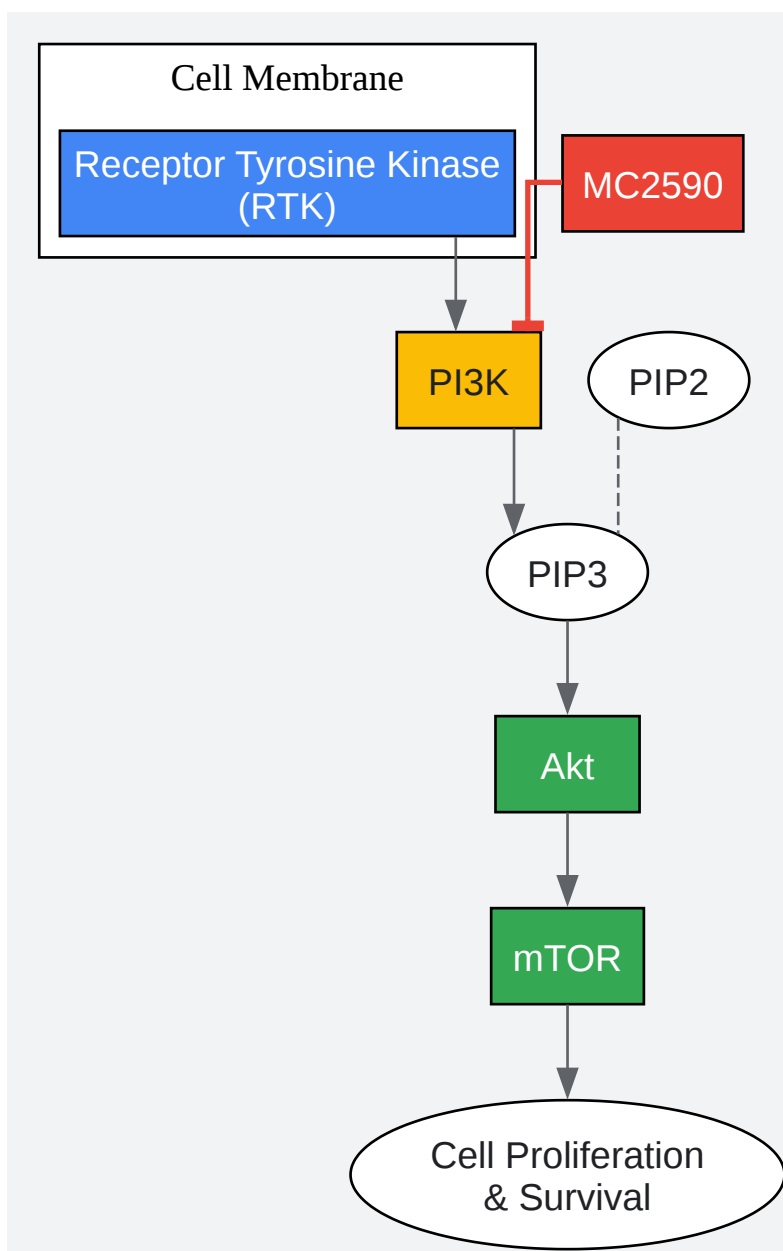 Cell Membrane
Receptor Tyrosine Kinase
(RTK)
MC2590
PI3K
PIP2
PIP3
Akt
mTOR
Cell Proliferation
& Survival